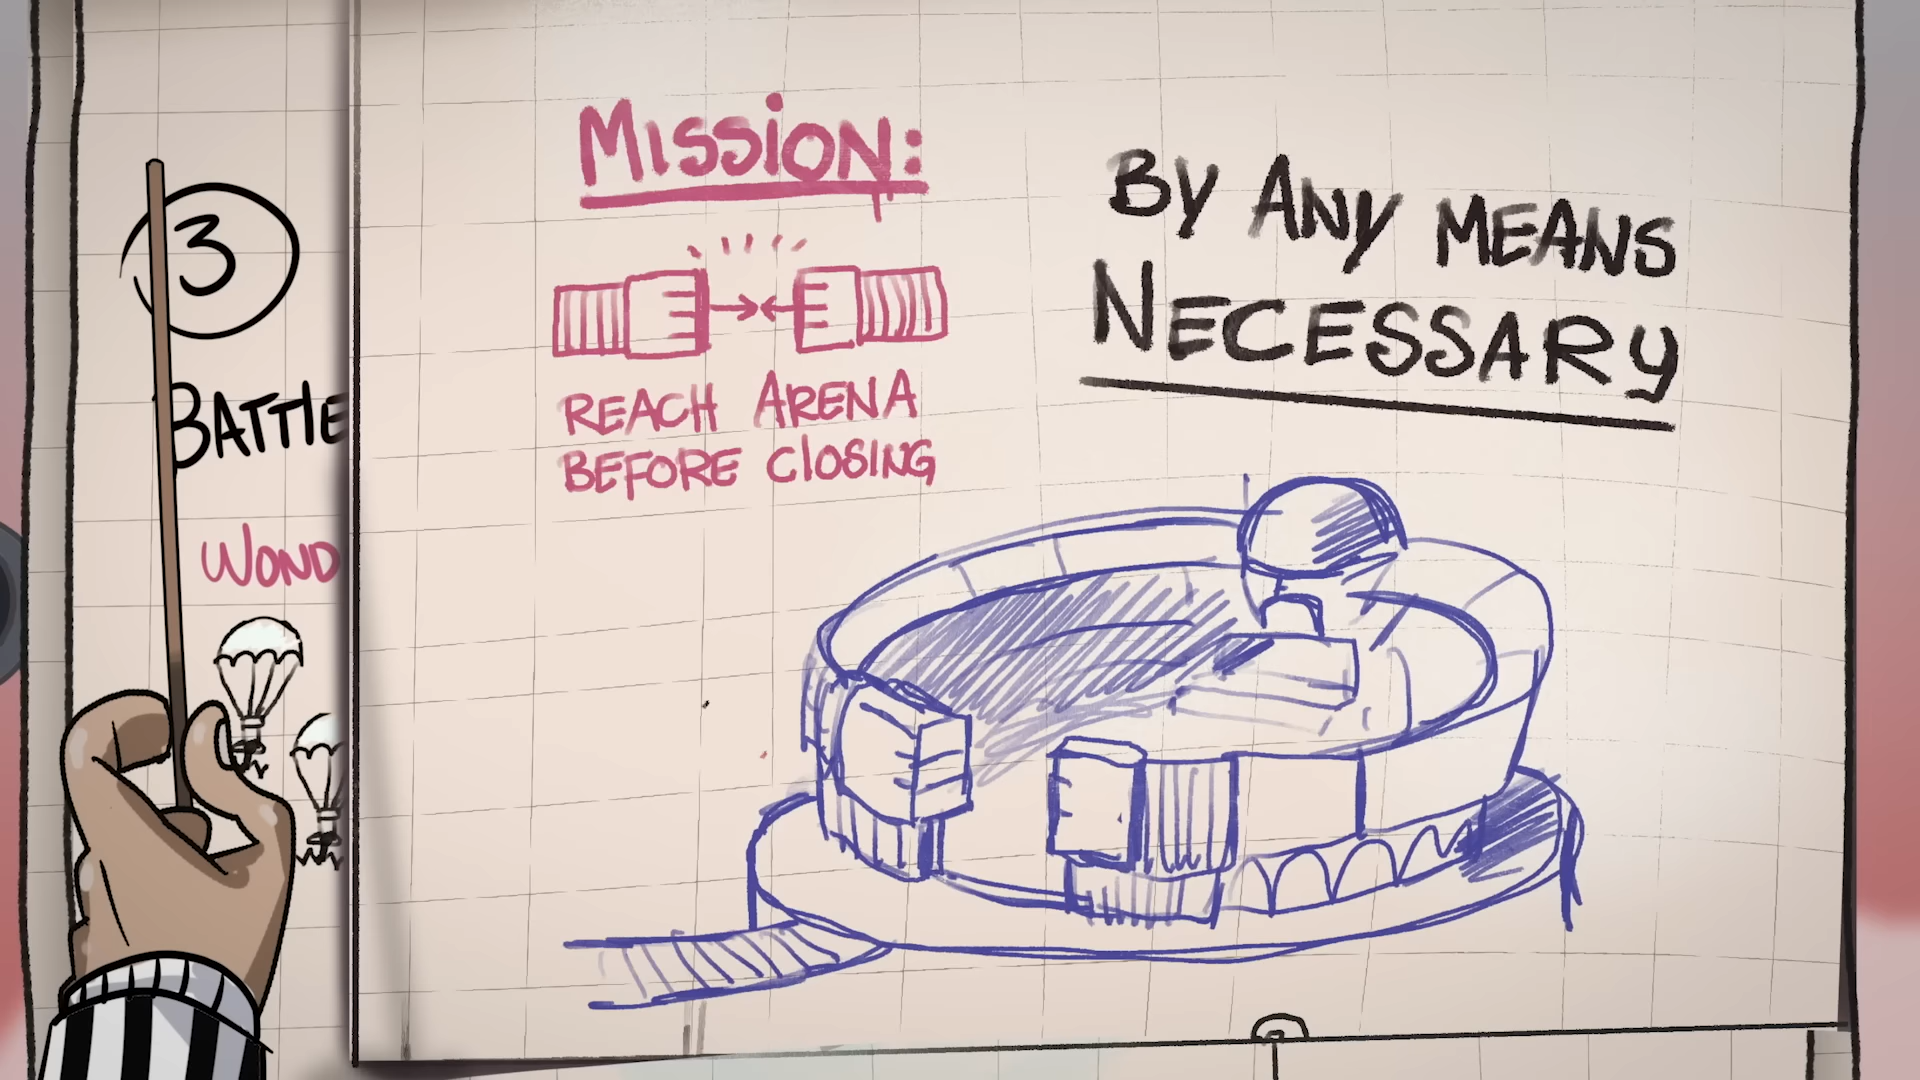 3
BATTLE
WOND
MISSION:
REACH ARENA
BEFORE CLOSING
BY ANY MEANS
NECESSARY